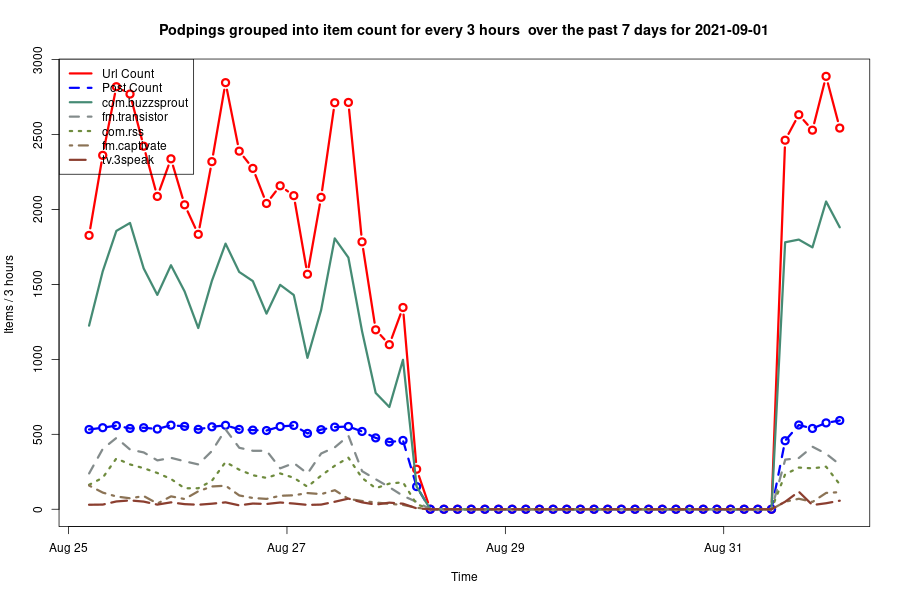 Podpings grouped into item count for every 3 hours  over the past 7 days for 2021-09-01
Items / 3 hours
3000
2500
2000
1500
1000
500
0
Url Count
Post Count
com.buzzsprout
fm.transistor
com.rss
fm.captivate
tv.3speak
Aug 25
Aug 27
Aug 29
Aug 31
Time